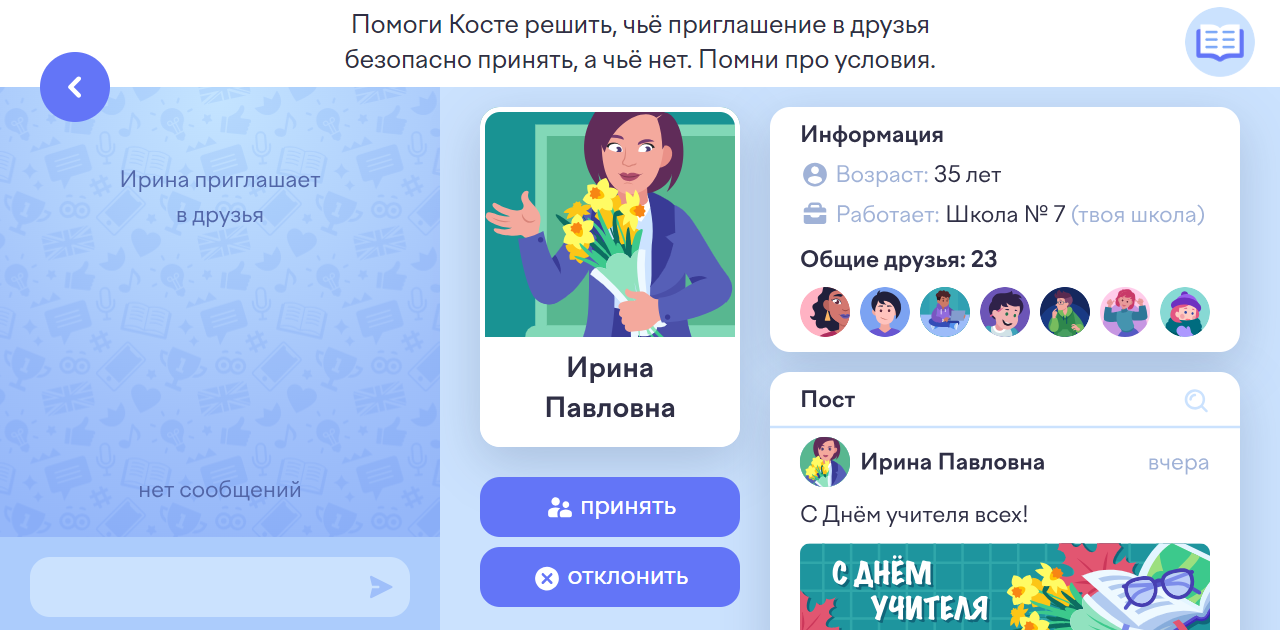 Помоги Косте решить, чьё приглашение в друзья
безопасно принять, а чьё нет. Помни про условия.
Ирина приглашает
в друзья
нет сообщений
Ирина
Павловна
принять
отклонить
Информация
Возраст: 35 лет
Работает: Школа № 7 (твоя школа)
Общие друзья: 23
Пост
Ирина Павловна
вчера
С Днём учителя всех!
С ДНЁМ
УЧИТЕЛЯ